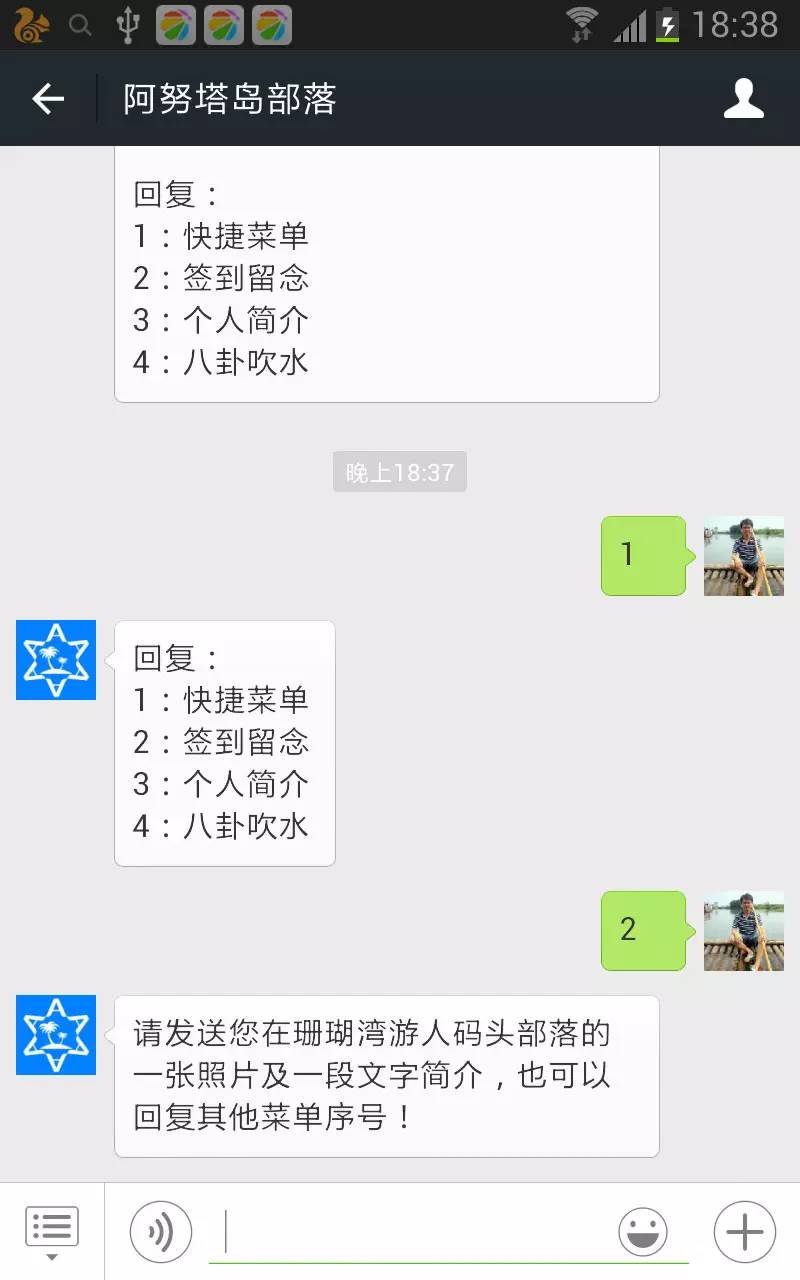 18:38
阿努塔岛部落
回复：
1：快捷菜单
2：签到留念
3：个人简介
4：八卦吹水
晚上18:37
1
回复：
1：快捷菜单
2：签到留念
3：个人简介
4：八卦吹水
2
请发送您在珊瑚湾游人码头部落的
一张照片及一段文字简介，也可以
回复其他菜单序号！